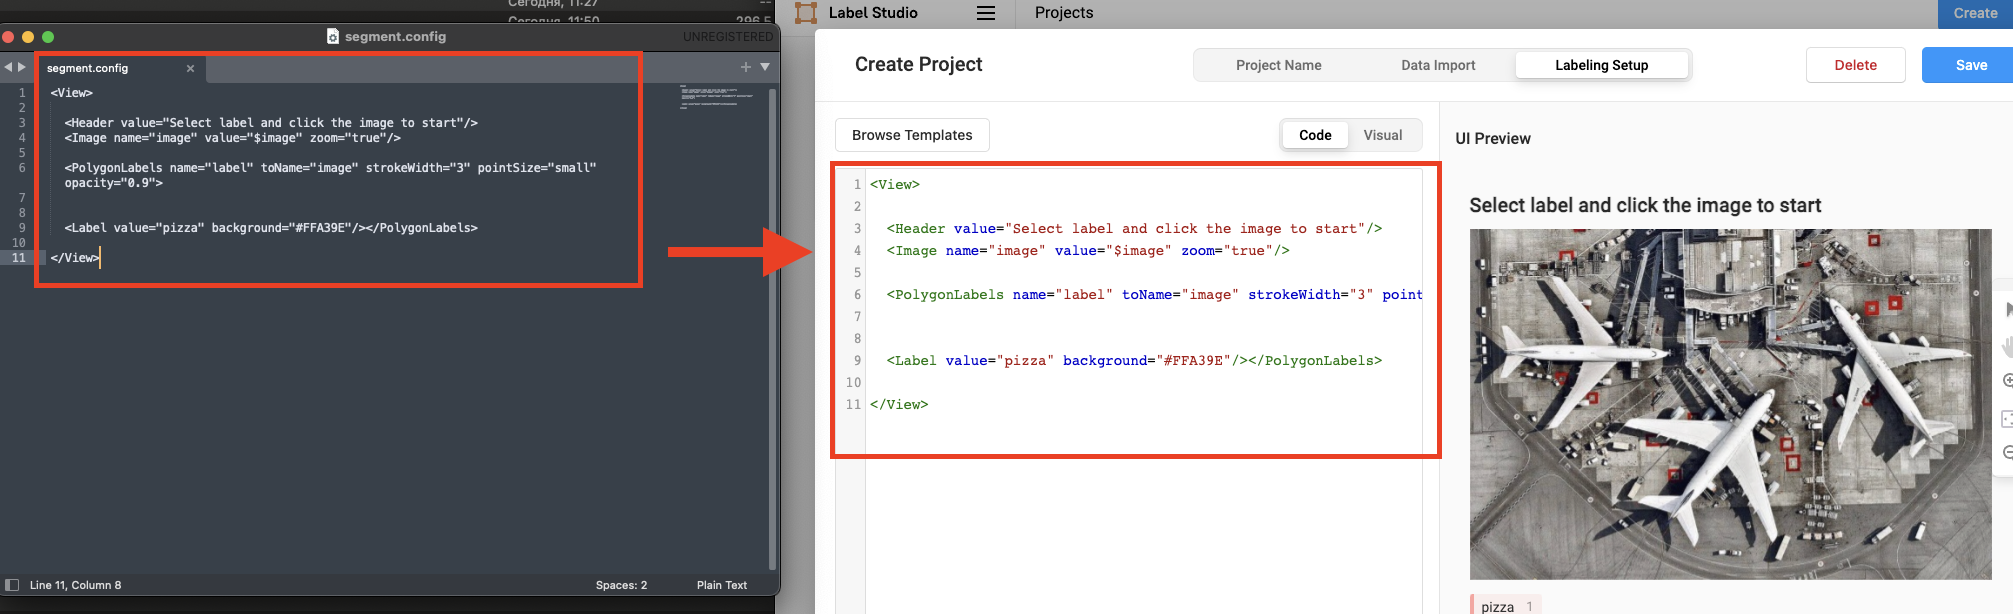 Сегодня, 11:27
--
Сегодня, 11:50
296,5
segment.config
UNREGISTERED
segment.config
1 <View>
2
3 <Header value="Select label and click the image to start"/>
4 <Image name="image" value="$image" zoom="true"/>
5
6 <PolygonLabels name="label" toName="image" strokeWidth="3" pointSize="small"
opacity="0.9">
7
8
9 <Label value="pizza" background="#FFA39E"/></PolygonLabels>
10
11 </View>
Line 11, Column 8
Spaces: 2
Plain Text
Label Studio
Projects
Create
Create Project
Project Name
Data Import
Labeling Setup
Delete
Save
Browse Templates
Code
Visual
1 <View>
2
3 <Header value="Select label and click the image to start"/>
4 <Image name="image" value="$image" zoom="true"/>
5
6 <PolygonLabels name="label" toName="image" strokeWidth="3" point
7
8
9 <Label value="pizza" background="#FFA39E"/></PolygonLabels>
10
11 </View>
UI Preview
Select label and click the image to start
pizza 1